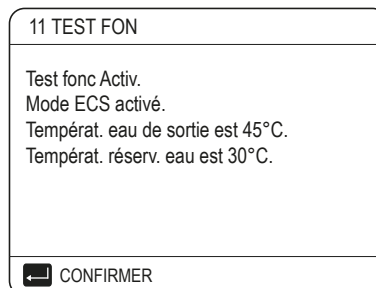 11 TEST FON
Test fonc Activ.
Mode ECS activé.
Températ. eau de sortie est 45°C.
Températ. réserv. eau est 30°C.
CONFIRMER